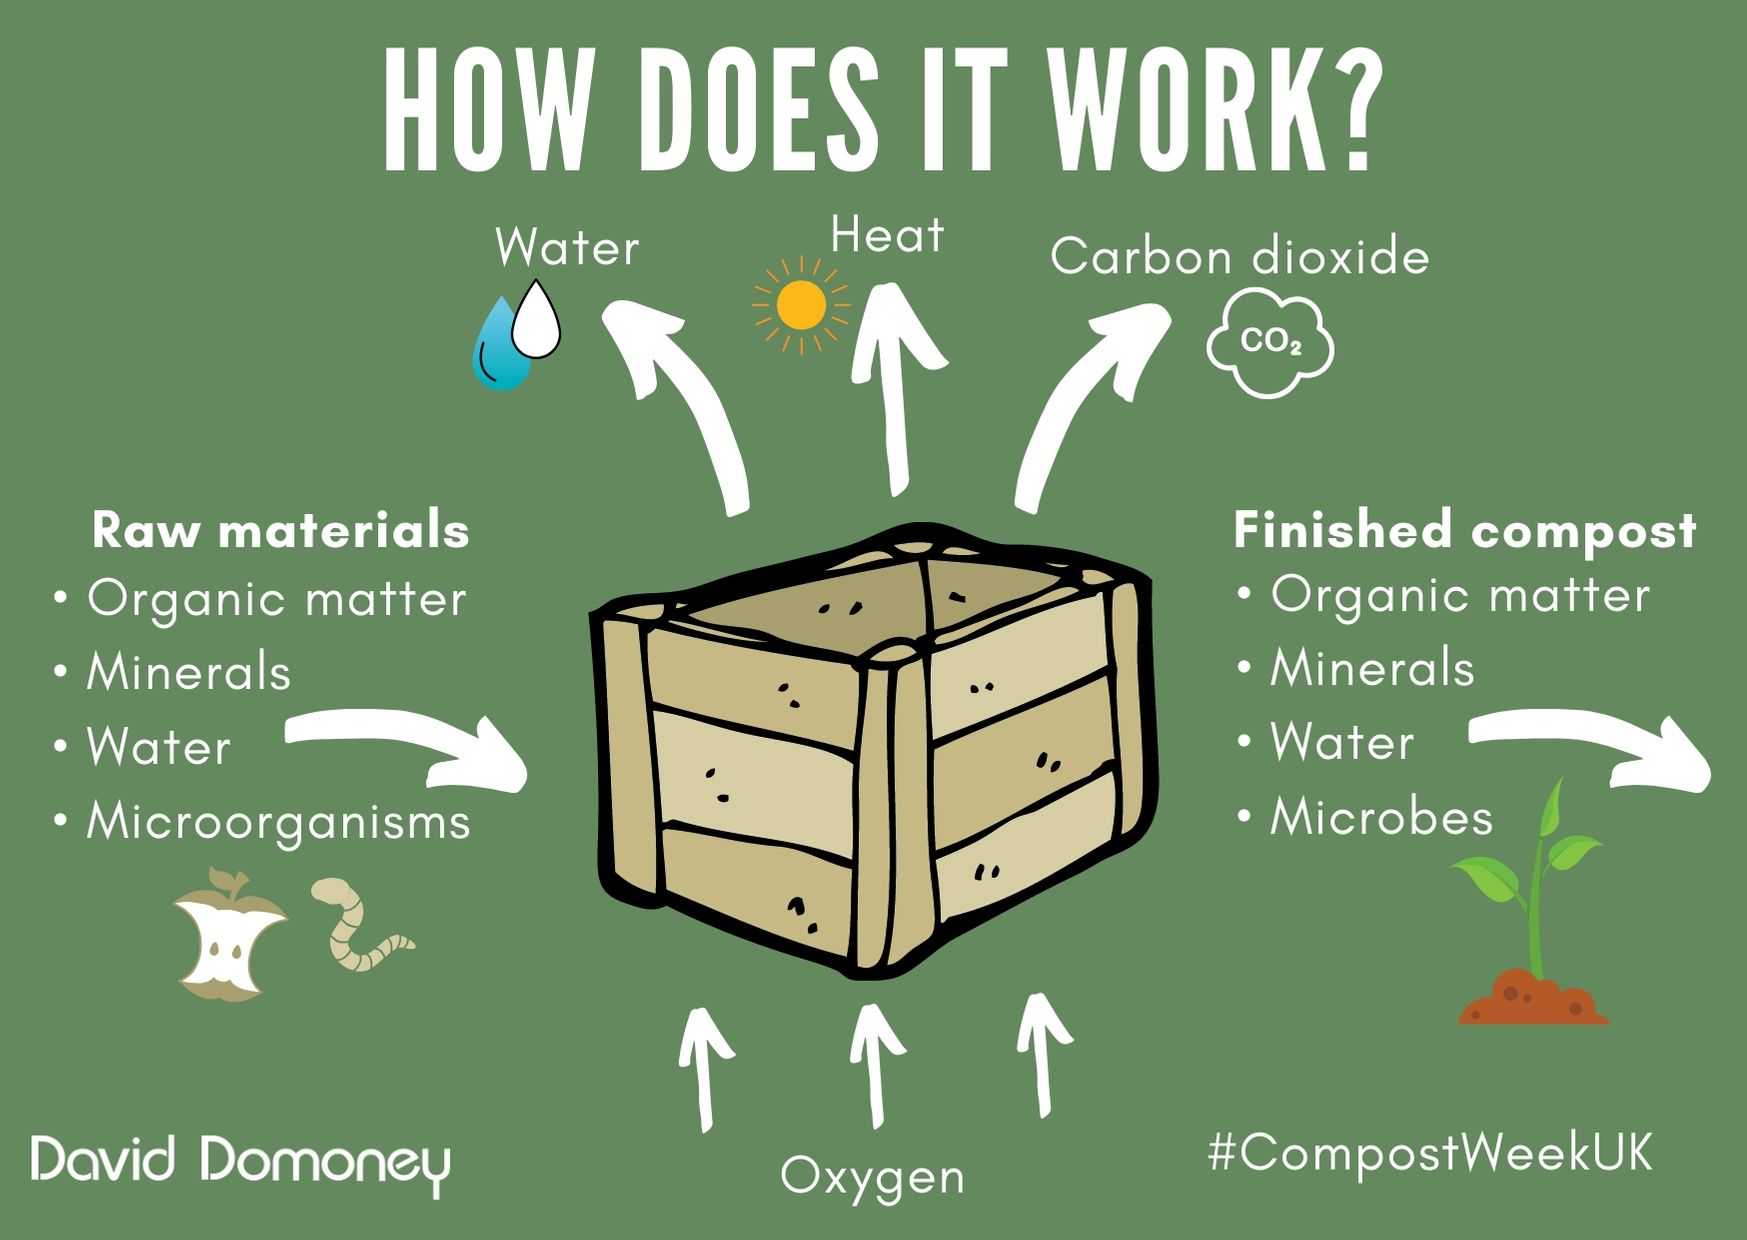 HOW DOES IT WORK?
Water
Heat
Carbon dioxide
CO₂
Raw materials
• Organic matter
• Minerals
• Water
• Microorganisms
Finished compost
• Organic matter
• Minerals
• Water
• Microbes
Oxygen
David Domoney
#CompostWeekUK